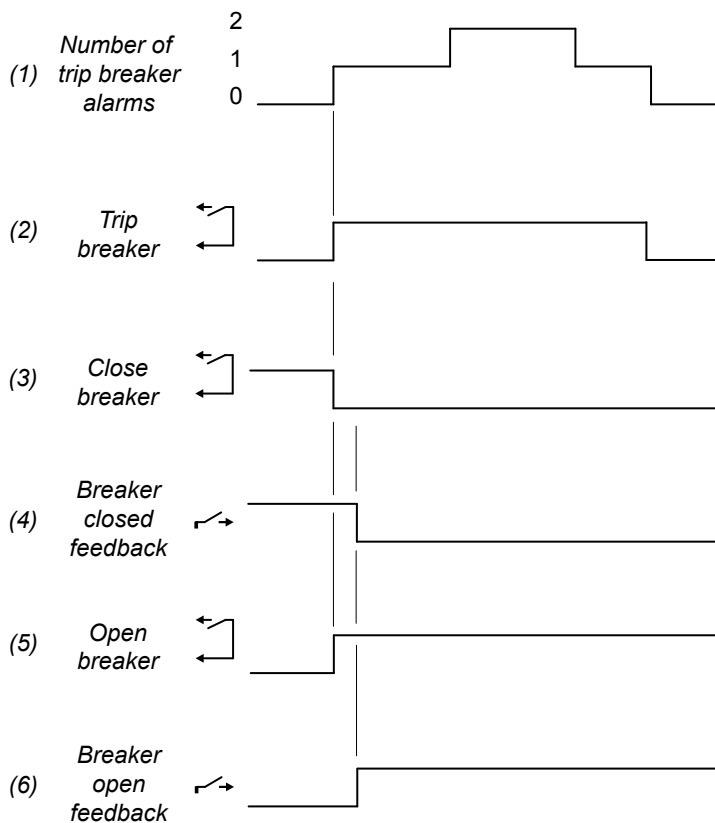 2
Number of
(1) trip breaker 1
alarms 0
Trip
(2) breaker
(3) Close
breaker
Breaker
(4) closed
feedback
(5) Open
breaker
Breaker
(6) open
feedback